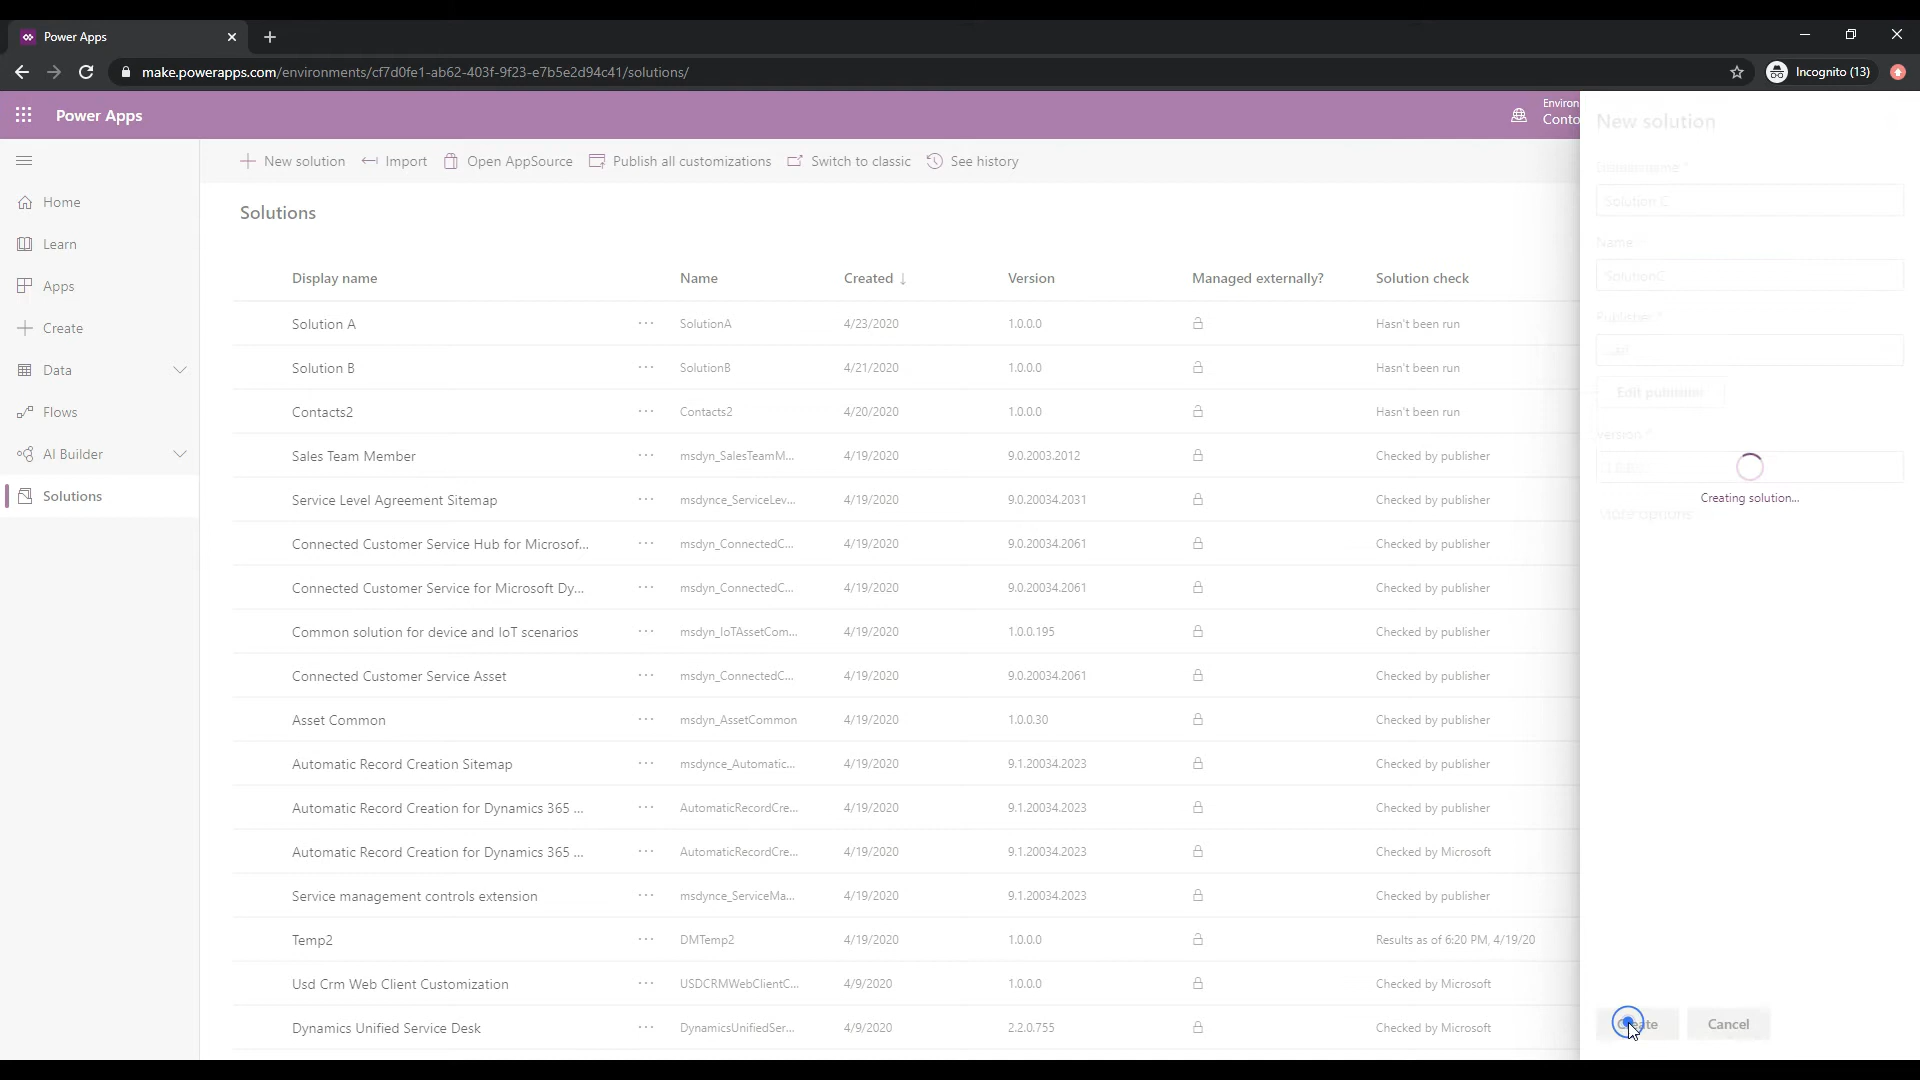 Power Apps
make.powerapps.com/environments/cf7d0fe1-ab62-403f-9f23-e7b5e2d94c41/solutions/
Incognito (13)
Power Apps
Environ
Conto
New solution
Import
Open AppSource
Publish all customizations
Switch to classic
See history
Home
Learn
Apps
Create
Data
Flows
AI Builder
Solutions
Solutions
Display name Name Created Version Managed externally? Solution check
Solution A ... SolutionA 4/23/2020 1.0.0.0 Hasn't been run
Solution B ... SolutionB 4/21/2020 1.0.0.0 Hasn't been run
Contacts2 ... Contacts2 4/20/2020 1.0.0.0 Hasn't been run
Sales Team Member ... msdyn_SalesTeamM... 4/19/2020 9.0.2003.2012 Checked by publisher
Service Level Agreement Sitemap ... msdynce_ServiceLev... 4/19/2020 9.0.20034.2031 Checked by publisher
Connected Customer Service Hub for Microsof... ... msdyn_ConnectedC... 4/19/2020 9.0.20034.2061 Checked by publisher
Connected Customer Service for Microsoft Dy... ... msdyn_ConnectedC... 4/19/2020 9.0.20034.2061 Checked by publisher
Common solution for device and IoT scenarios ... msdyn_IoTAssetCom... 4/19/2020 1.0.0.195 Checked by publisher
Connected Customer Service Asset ... msdyn_ConnectedC... 4/19/2020 9.0.20034.2061 Checked by publisher
Asset Common ... msdyn_AssetCommon 4/19/2020 1.0.0.30 Checked by publisher
Automatic Record Creation Sitemap ... msdynce_Automatic... 4/19/2020 9.1.20034.2023 Checked by publisher
Automatic Record Creation for Dynamics 365 ... ... AutomaticRecordCre... 4/19/2020 9.1.20034.2023 Checked by publisher
Automatic Record Creation for Dynamics 365 ... ... AutomaticRecordCre... 4/19/2020 9.1.20034.2023 Checked by Microsoft
Service management controls extension ... msdynce_ServiceMa... 4/19/2020 9.1.20034.2023 Checked by publisher
Temp2 ... DMTemp2 4/19/2020 1.0.0.0 Results as of 6:20 PM, 4/19/20
Usd Crm Web Client Customization ... USDCRMWebClientC... 4/9/2020 1.0.0.0 Checked by Microsoft
Dynamics Unified Service Desk ... DynamicsUnifiedSer... 4/9/2020 2.2.0.755 Checked by Microsoft
New solution
Solution C
Name
SolutionC
Publisher *
Edit publisher
Version *
Creating solution...
More options
Create
Cancel